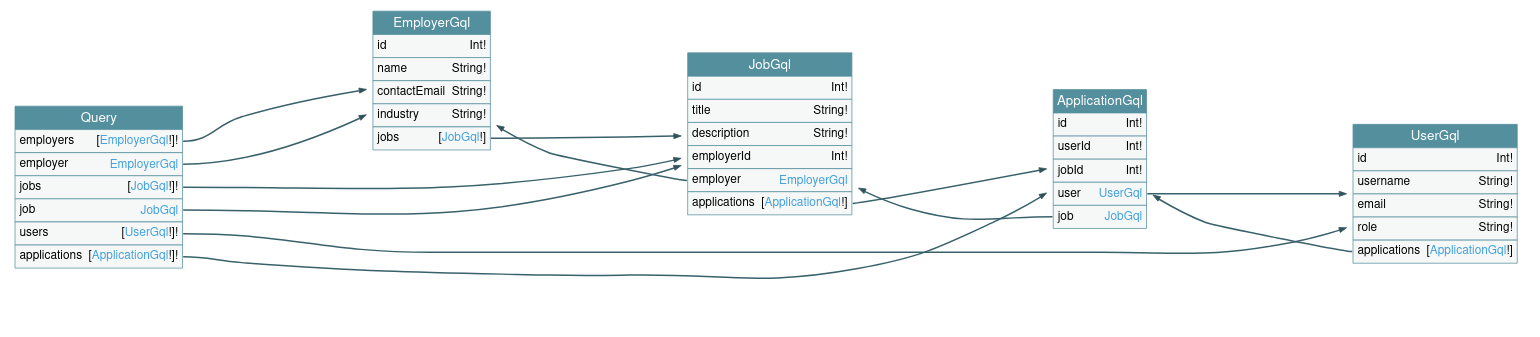 Query
employers [EmployerGql!]!
employer EmployerGql
jobs [JobGql!]!
job JobGql
users [UserGql!]!
applications [ApplicationGql!]!
EmployerGql
id Int!
name String!
contactEmail String!
industry String!
jobs [JobGql!]
JobGql
id Int!
title String!
description String!
employerId Int!
employer EmployerGql
applications [ApplicationGql!]
ApplicationGql
id Int!
userId Int!
jobId Int!
user UserGql
job JobGql
UserGql
id Int!
username String!
email String!
role String!
applications [ApplicationGql!]